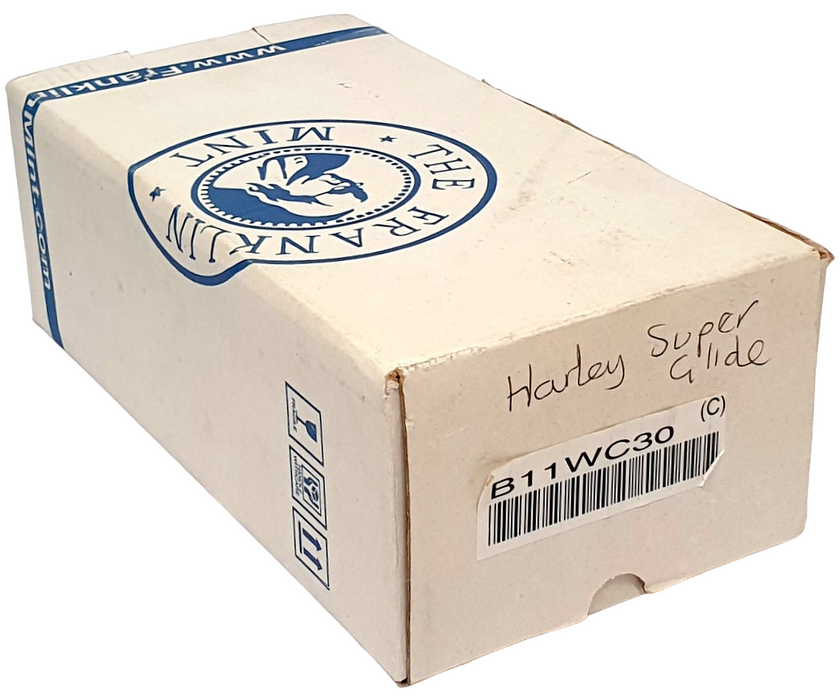 www.FranklinMint.com
THE FRANKLIN MINT
Harley Super
Glide
(C)
B11WC30